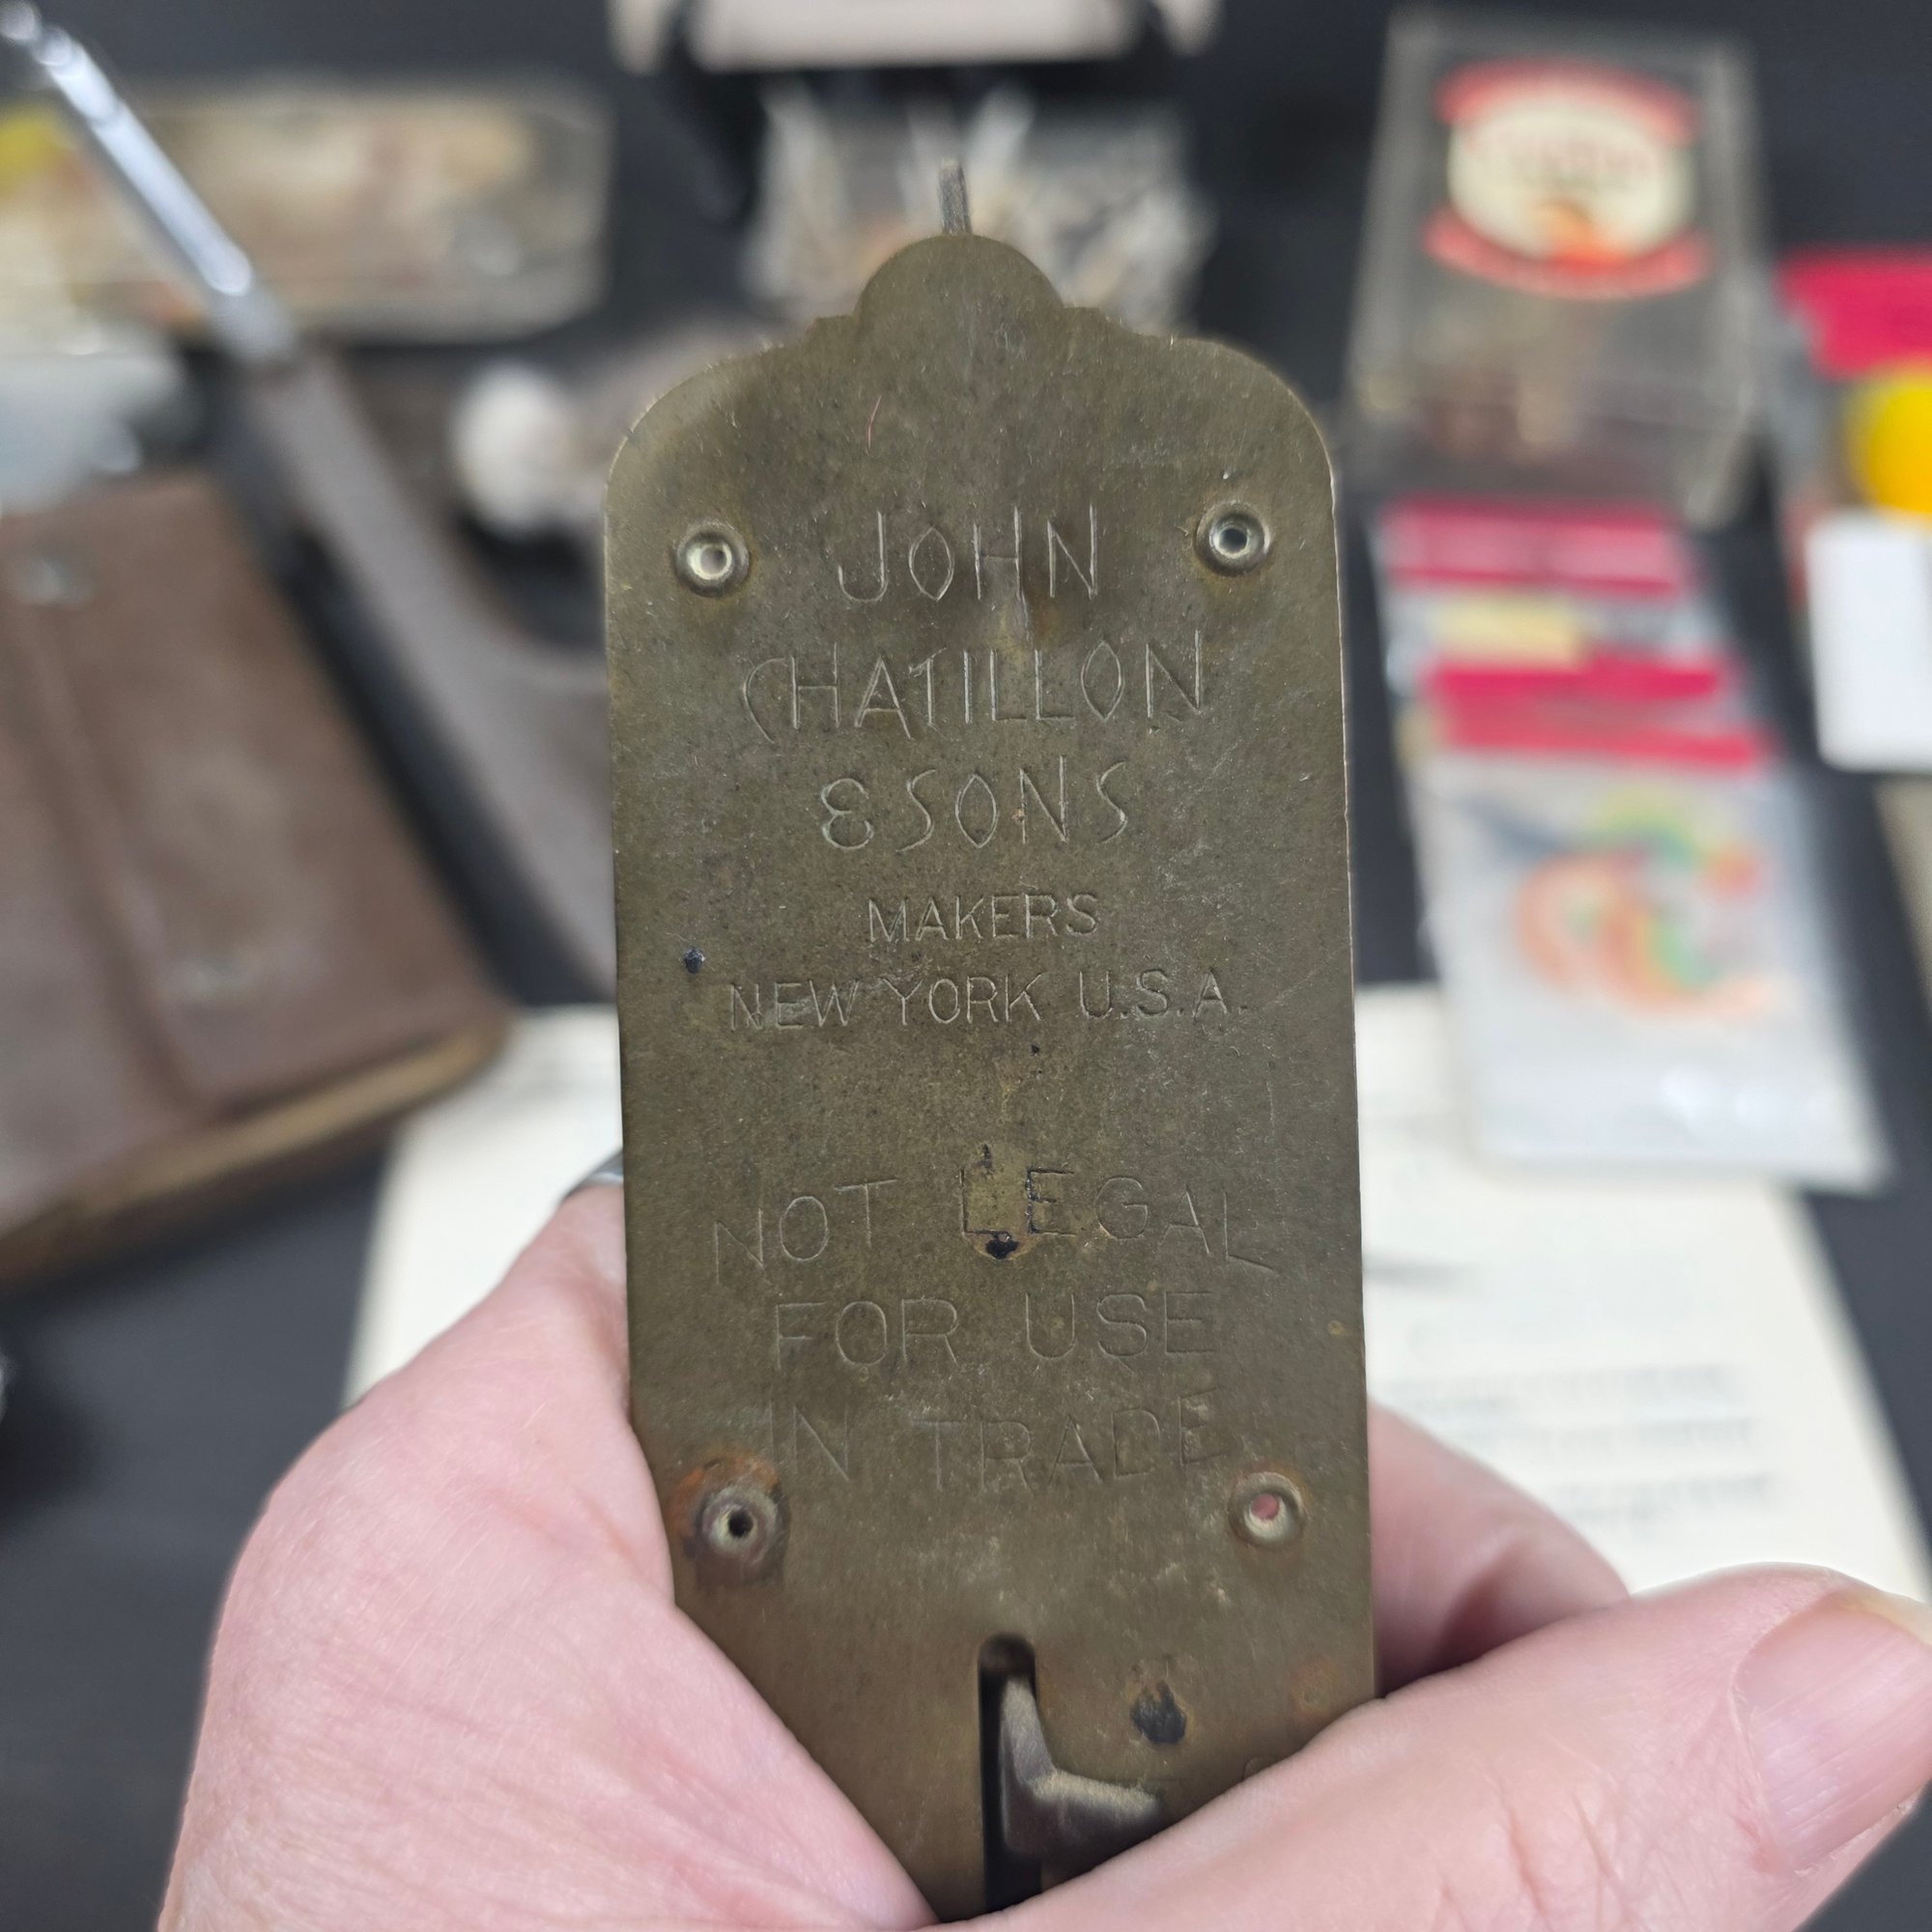 JOHN
CHATILLON
& SONS
MAKERS
NEW YORK U.S.A.
NOT LEGAL
FOR USE
IN TRADE